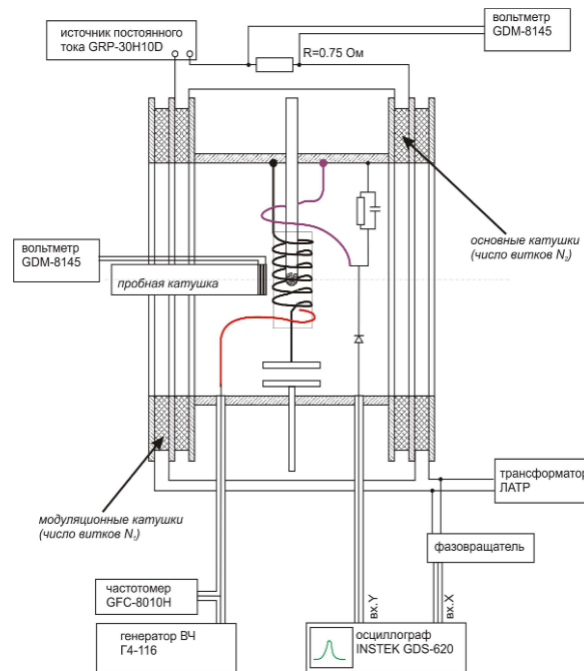 источник постоянного
тока GRP-30H10D
R=0.75 Ом
вольтметр
GDM-8145
основные катушки
(число витков N₀)
вольтметр
GDM-8145
пробная катушка
модуляционные катушки
(число витков N₁)
трансформатор
ЛАТР
фазовращатель
частотомер
GFC-8010H
генератор ВЧ
Г4-116
вх.Y
вх.X
осциллограф
INSTEK GDS-620